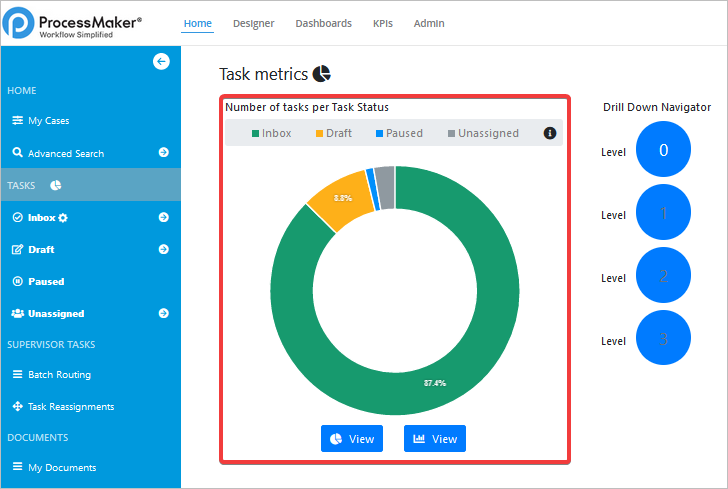 ProcessMaker®
Workflow Simplified
Home Designer Dashboards KPIs Admin
HOME
My Cases
Advanced Search
TASKS
Inbox
Draft
Paused
Unassigned
SUPERVISOR TASKS
Batch Routing
Task Reassignments
DOCUMENTS
My Documents
Task metrics
Number of tasks per Task Status
Inbox Draft Paused Unassigned
8.8%
87.4%
View View
Drill Down Navigator
Level 0
Level 1
Level 2
Level 3